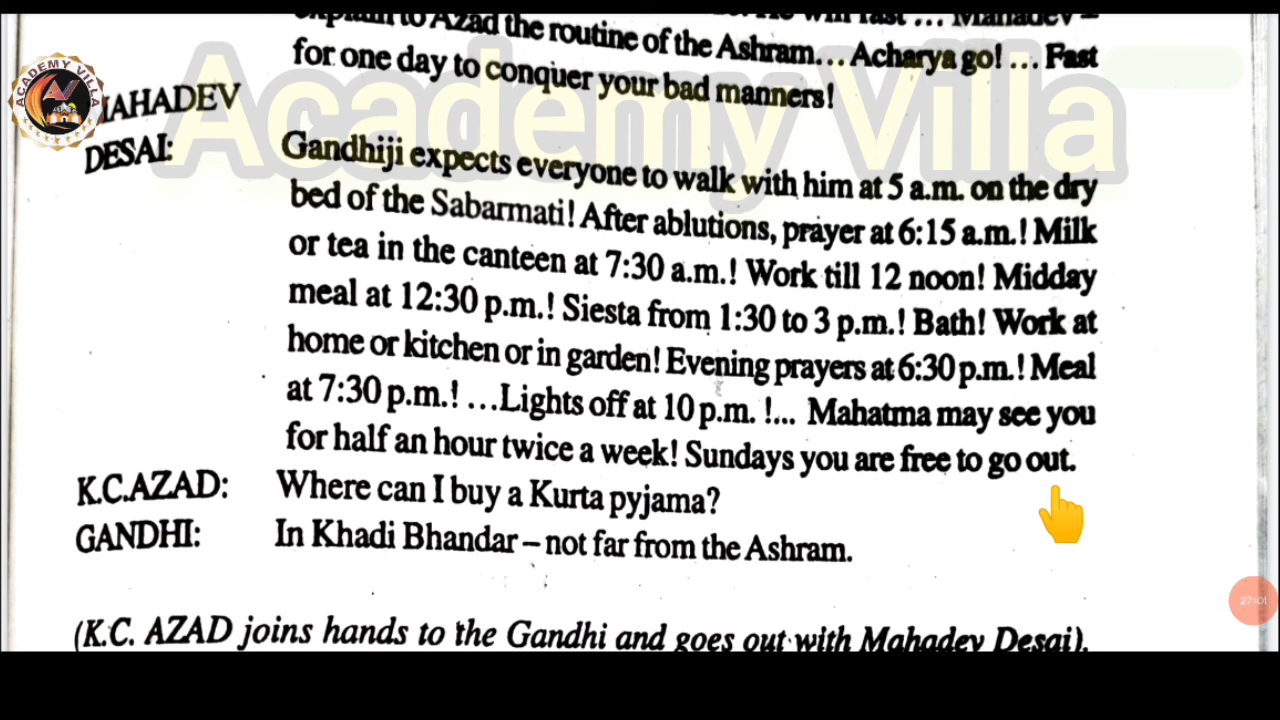 explain to Azad the routine of the Ashram... Acharya go! ... Fast
for one day to conquer your bad manners!
MAHADEV
DESAI: Gandhiji expects everyone to walk with him at 5 a.m. on the dry
bed of the Sabarmati! After ablutions, prayer at 6:15 a.m.! Milk
or tea in the canteen at 7:30 a.m.! Work till 12 noon! Midday
meal at 12:30 p.m.! Siesta from 1:30 to 3 p.m.! Bath! Work at
home or kitchen or in garden! Evening prayers at 6:30 p.m.! Meal
at 7:30 p.m.! ...Lights off at 10 p.m. !... Mahatma may see you
for half an hour twice a week! Sundays you are free to go out.
K.C.AZAD: Where can I buy a Kurta pyjama?
GANDHI: In Khadi Bhandar – not far from the Ashram.
(K.C. AZAD joins hands to the Gandhi and goes out with Mahadev Desai).
Academy Villa
ACADEMY VILLA
AV
27:01